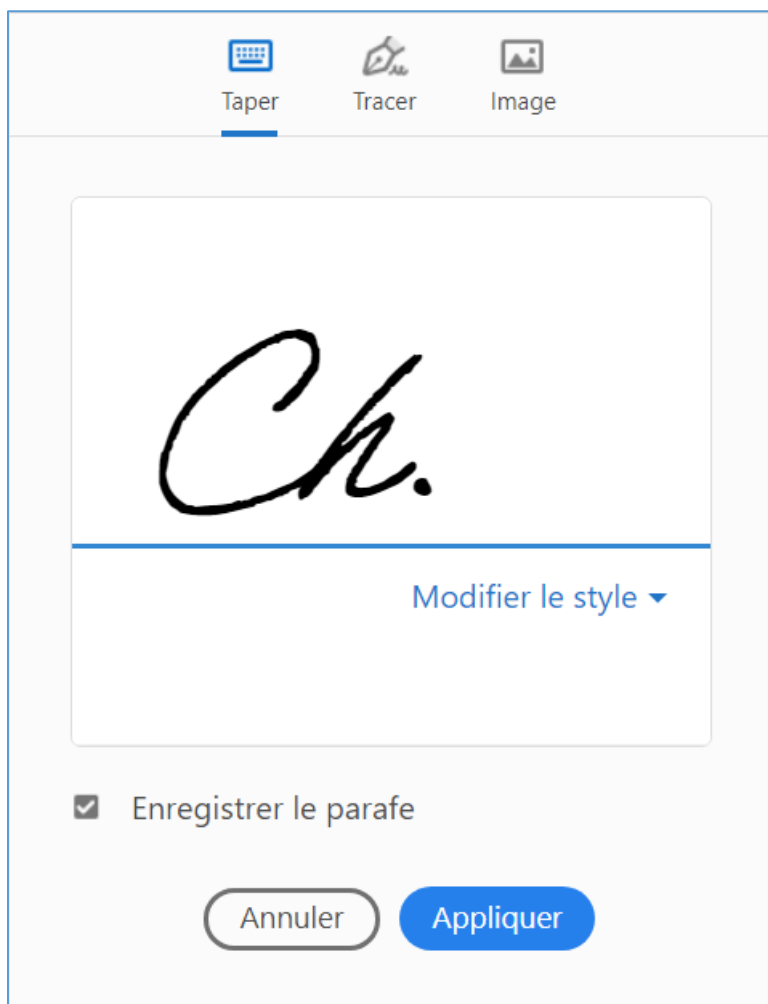 Taper Tracer Image
Ch.
Modifier le style
Enregistrer le parafe
Annuler Appliquer